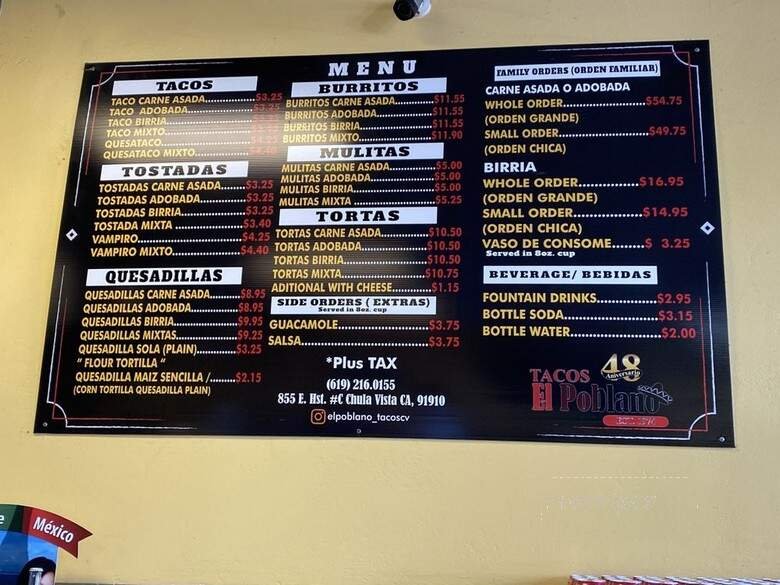 MENU
TACOS
TACO CARNE ASADA..............$3.25
TACO ADOBADA
TACO BIRRIA
TACO MIXTO
QUESATACO
QUESATACO MIXTO
TOSTADAS
TOSTADAS CARNE ASADA......$3.25
TOSTADAS ADOBADA...........$3.25
TOSTADAS BIRRIA................$3.25
TOSTADA MIXTA.................$3.40
VAMPIRO............................$4.25
VAMPIRO MIXTO.................$4.40
QUESADILLAS
QUESADILLAS CARNE ASADA......$8.95
QUESADILLAS ADOBADA...........$8.95
QUESADILLAS BIRRIA................$9.95
QUESADILLAS MIXTAS...............$9.25
QUESADILLA SOLA (PLAIN).........$3.25
" FLOUR TORTILLA "
QUESADILLA MAIZ SENCILLA /......$2.15
(CORN TORTILLA QUESADILLA PLAIN)
BURRITOS
BURRITOS CARNE ASADA..........$11.55
BURRITOS ADOBADA...............$11.55
BURRITOS BIRRIA....................$11.55
BURRITOS MIXTO....................$11.90
MULITAS
MULITAS CARNE ASADA............$5.00
MULITAS ADOBADA.................$5.00
MULITAS BIRRIA......................$5.00
MULITAS MIXTA......................$5.25
TORTAS
TORTAS CARNE ASADA............$10.50
TORTAS ADOBADA.................$10.50
TORTAS BIRRIA......................$10.50
TORTAS MIXTA......................$10.75
ADITIONAL WITH CHEESE.........$1.15
SIDE ORDERS ( EXTRAS)
Served in 8oz. cup
GUACAMOLE........................$3.75
SALSA..................................$3.75
*Plus TAX
(619) 216.0155
855 E. Hst. #C Chula Vista CA, 91910
elpoblano_tacoscv
FAMILY ORDERS (ORDEN FAMILIAR)
CARNE ASADA O ADOBADA
WHOLE ORDER................$54.75
(ORDEN GRANDE)
SMALL ORDER..................$49.75
(ORDEN CHICA)
BIRRIA
WHOLE ORDER..............$16.95
(ORDEN GRANDE)
SMALL ORDER................$14.95
(ORDEN CHICA)
VASO DE CONSOME.......$ 3.25
Served in 8oz. cup
BEVERAGE/ BEBIDAS
FOUNTAIN DRINKS.............$2.95
BOTTLE SODA.....................$3.15
BOTTLE WATER....................$2.00
48
Aniversario
TACOS
El Poblano
México